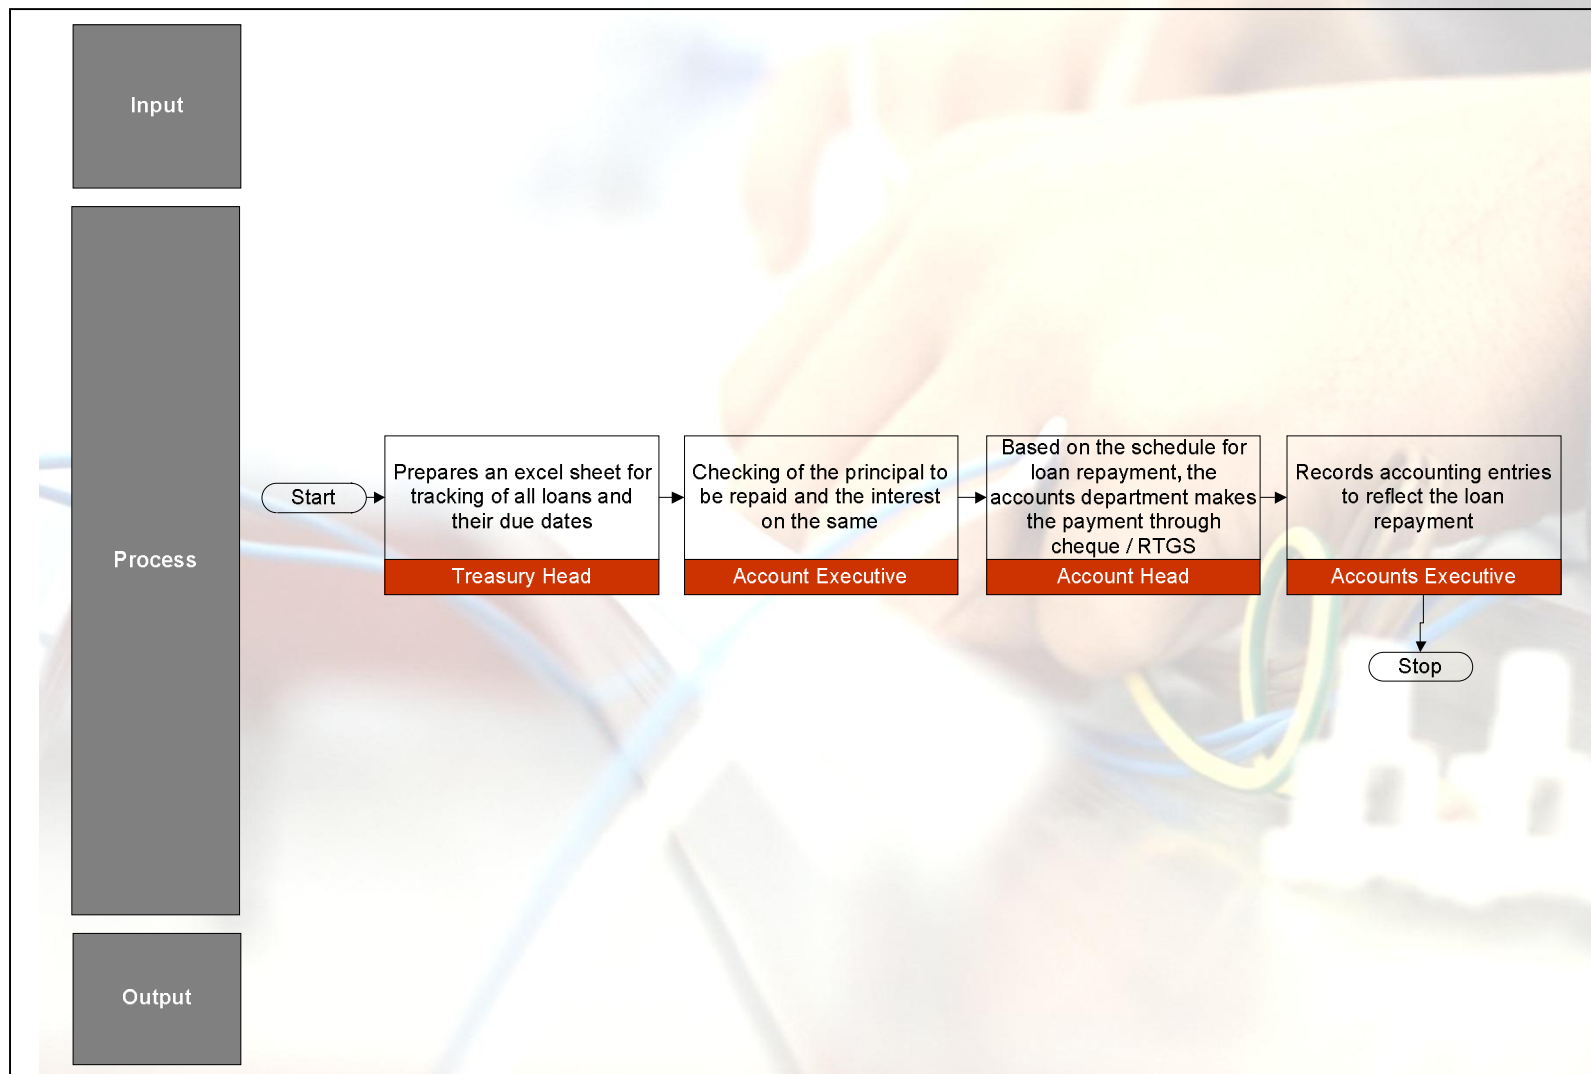 Input
Process
Start
Prepares an excel sheet for
tracking of all loans and
their due dates
Treasury Head
Checking of the principal to
be repaid and the interest
on the same
Account Executive
Based on the schedule for
loan repayment, the
accounts department makes
the payment through
cheque / RTGS
Account Head
Records accounting entries
to reflect the loan
repayment
Accounts Executive
Stop
Output